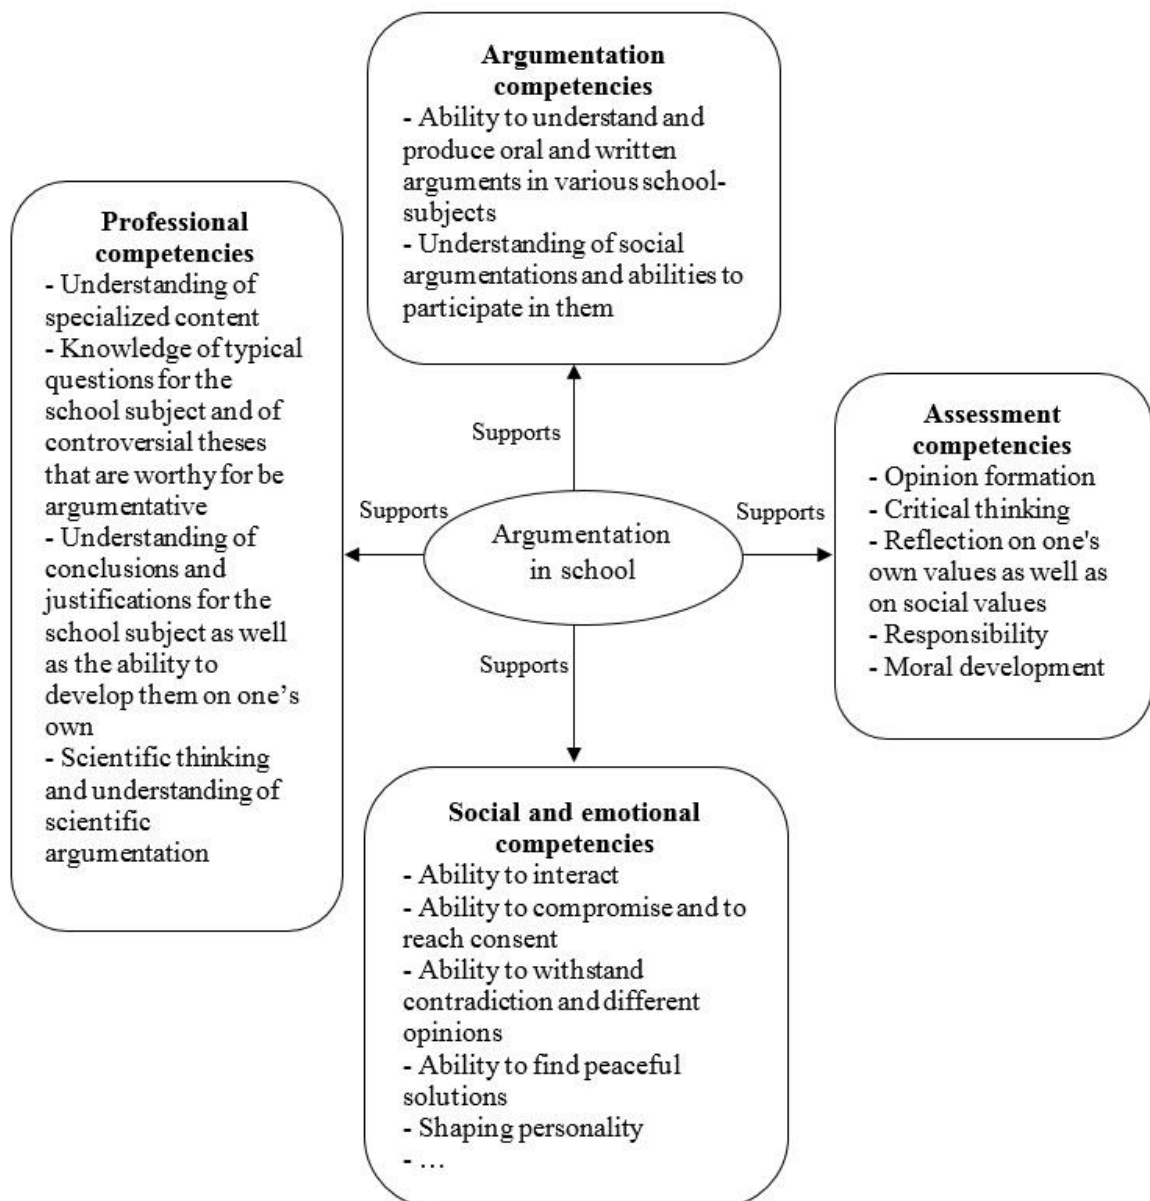 Argumentation
competencies
- Ability to understand and
produce oral and written
arguments in various school-
subjects
- Understanding of social
argumentations and abilities to
participate in them
Professional
competencies
- Understanding of
specialized content
- Knowledge of typical
questions for the
school subject and of
controversial theses
that are worthy for be
argumentative
- Understanding of
conclusions and
justifications for the
school subject as well
as the ability to
develop them on one’s
own
- Scientific thinking
and understanding of
scientific
argumentation
Supports
Supports
Argumentation
in school
Supports
Supports
Assessment
competencies
- Opinion formation
- Critical thinking
- Reflection on one's
own values as well as
on social values
- Responsibility
- Moral development
Social and emotional
competencies
- Ability to interact
- Ability to compromise and to
reach consent
- Ability to withstand
contradiction and different
opinions
- Ability to find peaceful
solutions
- Shaping personality
- …